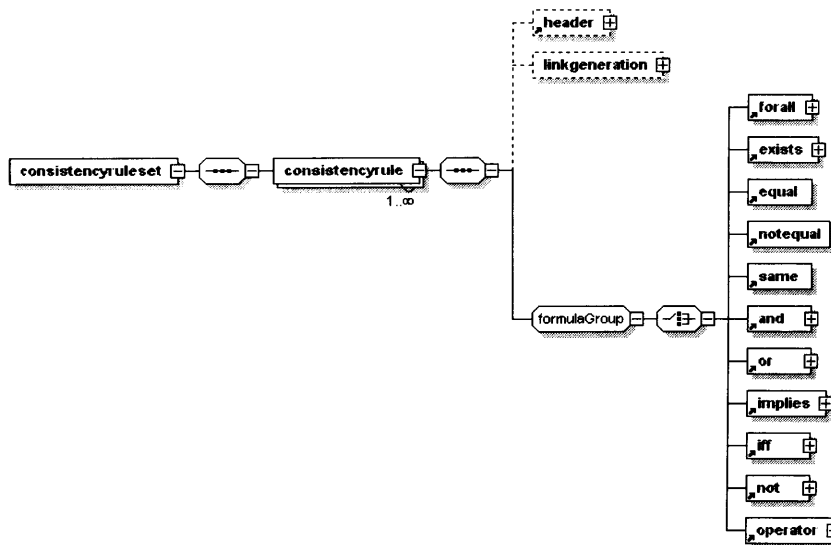 header
linkgeneration
forall
exists
consistencyruleset
consistencyrule
1..∞
equal
notequal
same
formulaGroup
and
or
implies
iff
not
operator